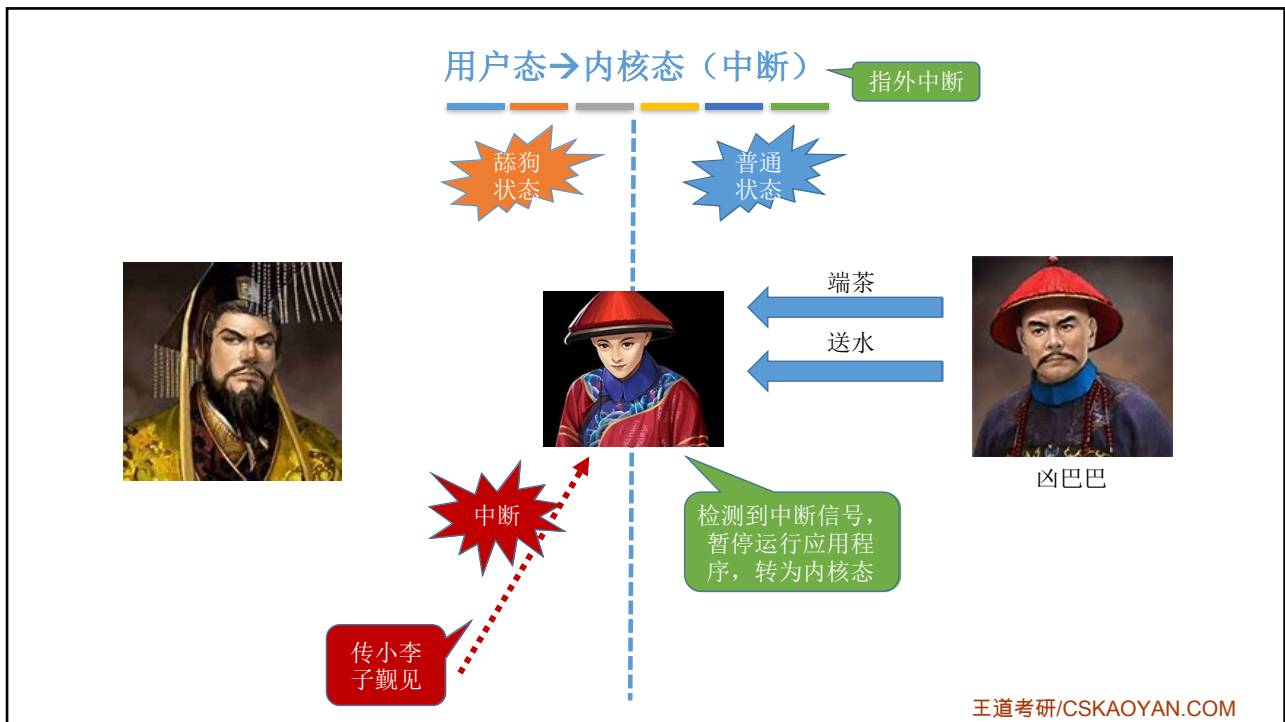 用户态→内核态（中断）
指外中断
舔狗
状态
普通
状态
端茶
送水
凶巴巴
中断
检测到中断信号，
暂停运行应用程
序，转为内核态
传小李
子觐见
王道考研/CSKAOYAN.COM